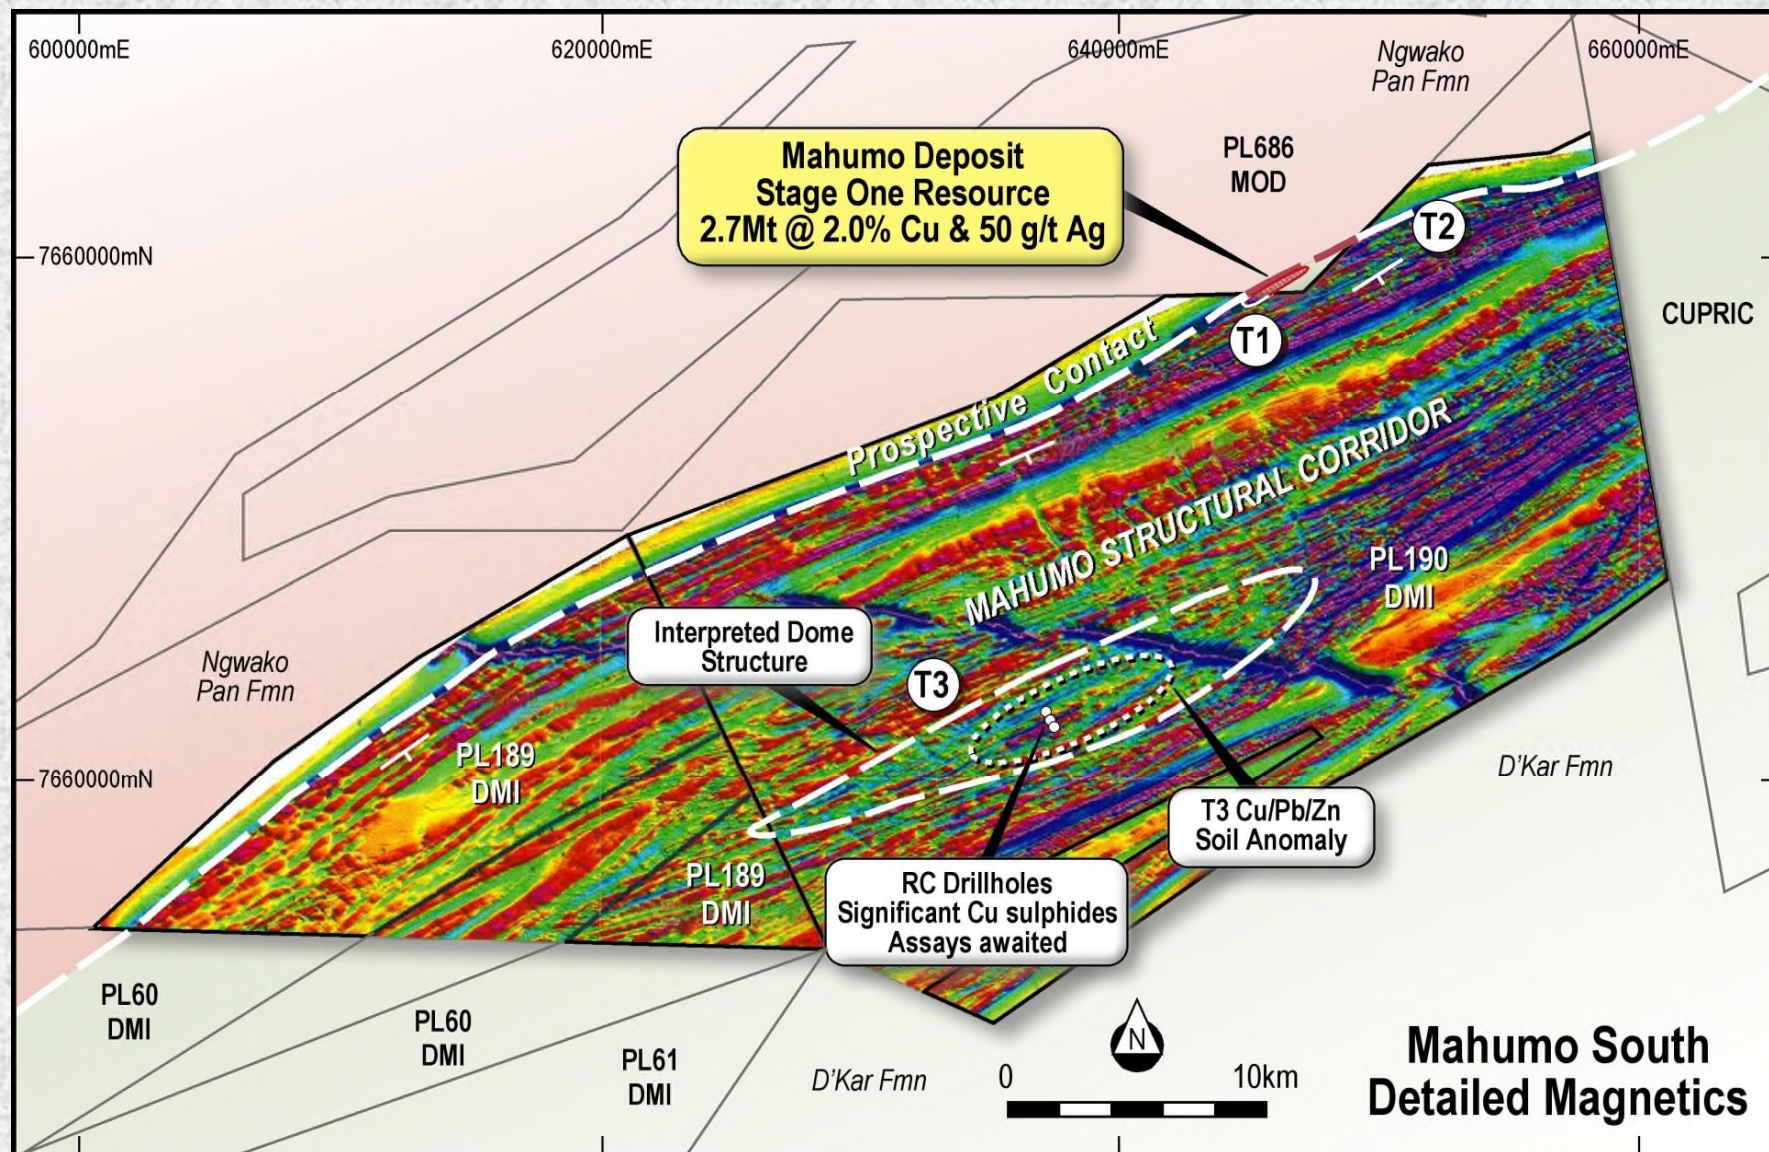 600000mE
620000mE
640000mE
660000mE
Ngwako
Pan Fmn
Mahumo Deposit
Stage One Resource
2.7Mt @ 2.0% Cu & 50 g/t Ag
PL686
MOD
T2
7660000mN
CUPRIC
T1
Prospective Contact
MAHUMO STRUCTURAL CORRIDOR
PL190
DMI
Interpreted Dome
Structure
Ngwako
Pan Fmn
T3
PL189
DMI
7660000mN
D'Kar Fmn
T3 Cu/Pb/Zn
Soil Anomaly
PL189
DMI
RC Drillholes
Significant Cu sulphides
Assays awaited
PL60
DMI
PL60
DMI
PL61
DMI
D'Kar Fmn
N
0
10km
Mahumo South
Detailed Magnetics